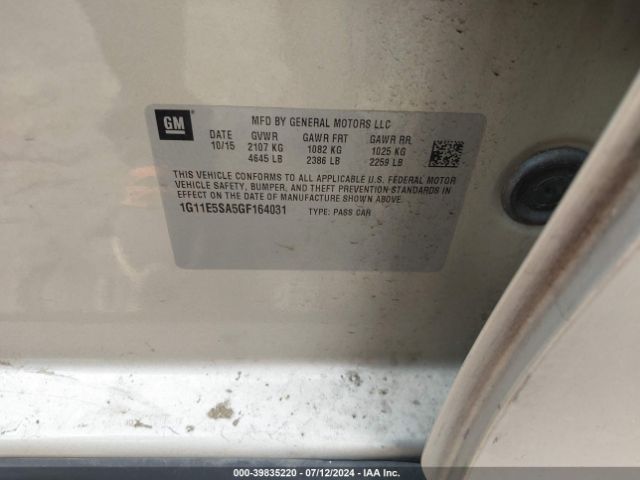 GM
MFD BY GENERAL MOTORS LLC
DATE GVWR GAWR FRT GAWR RR
10/15 2107 KG 1082 KG 1025 KG
4645 LB 2386 LB 2259 LB
THIS VEHICLE CONFORMS TO ALL APPLICABLE U.S. FEDERAL MOTOR
VEHICLE SAFETY, BUMPER, AND THEFT PREVENTION STANDARDS IN
EFFECT ON THE DATE OF MANUFACTURE SHOWN ABOVE.
1G11E5SA5GF164031 TYPE: PASS CAR
000-39835220 - 07/12/2024 - IAA Inc.